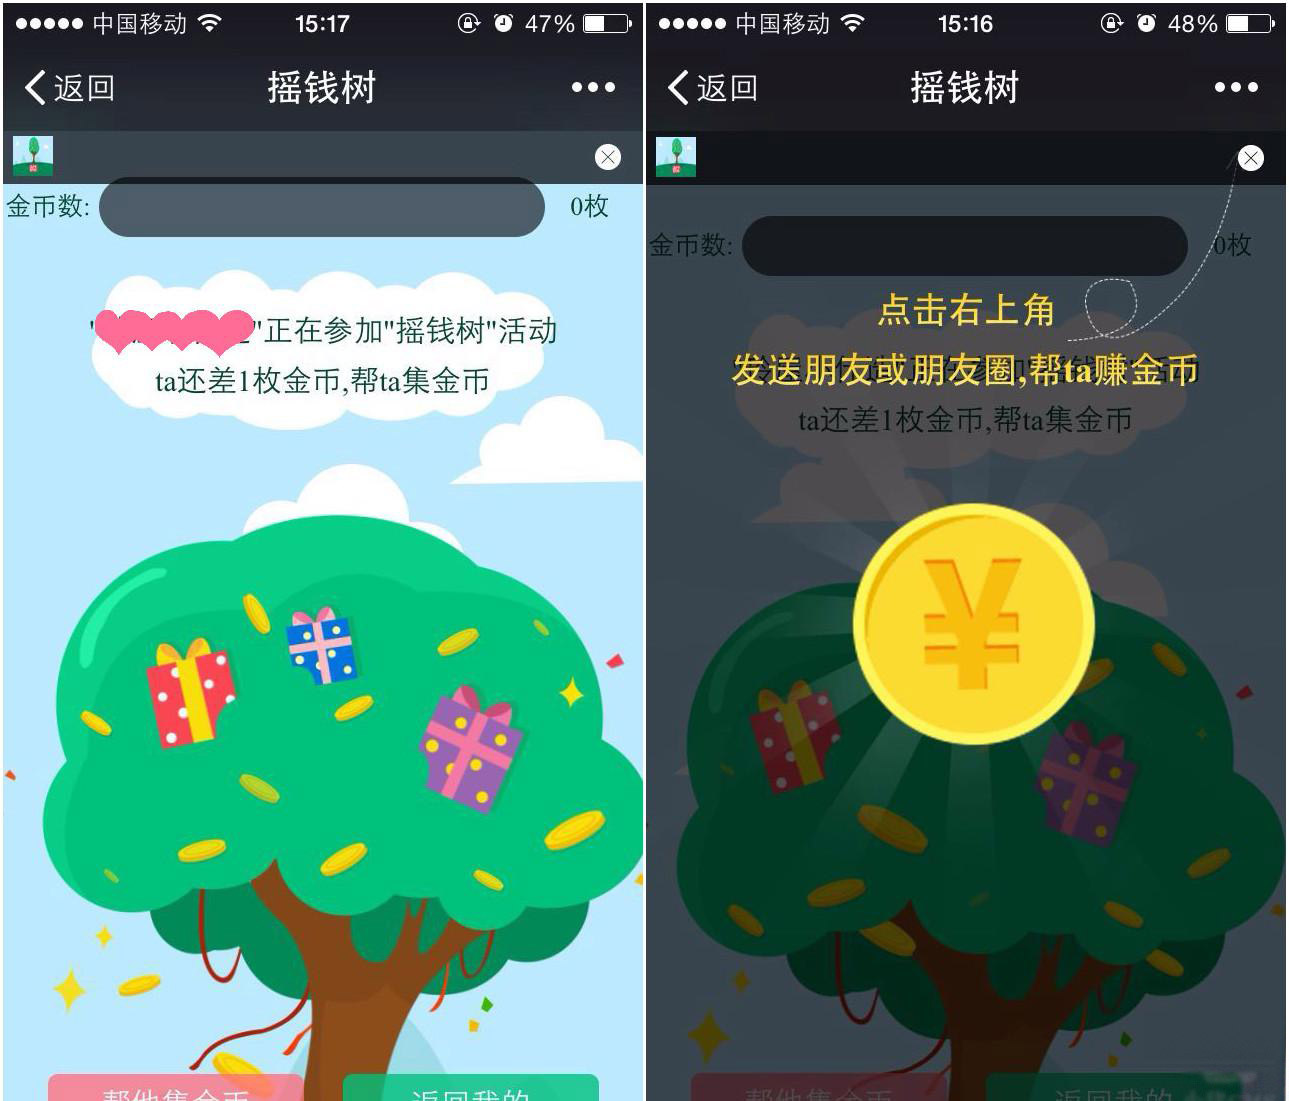 中国移动 15:17 47%
返回 摇钱树
金币数: 0枚
"正在参加"摇钱树"活动
ta还差1枚金币,帮ta集金币
帮他集金币 返回我的
中国移动 15:16 48%
返回 摇钱树
金币数: 0枚
点击右上角
发送朋友或朋友圈,帮ta赚金币
ta还差1枚金币,帮ta集金币
帮他集金币 返回我的